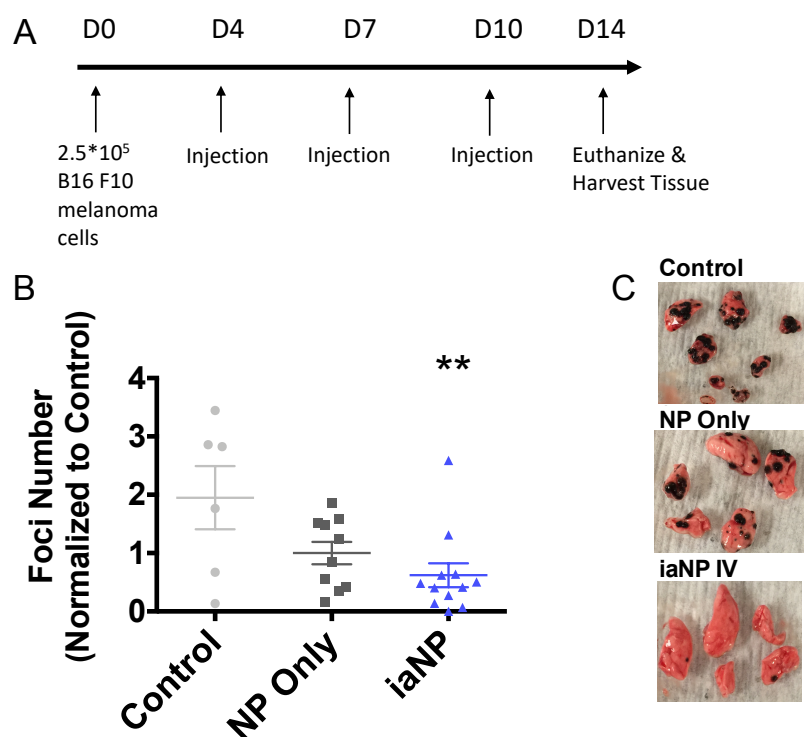 A
D0 D4 D7 D10 D14
2.5*10⁵
B16 F10
melanoma
cells
Injection Injection Injection
Euthanize &
Harvest Tissue
B
Foci Number
(Normalized to Control)
**
4
3
2
1
0
Control NP Only iaNP
C
Control
NP Only
iaNP IV